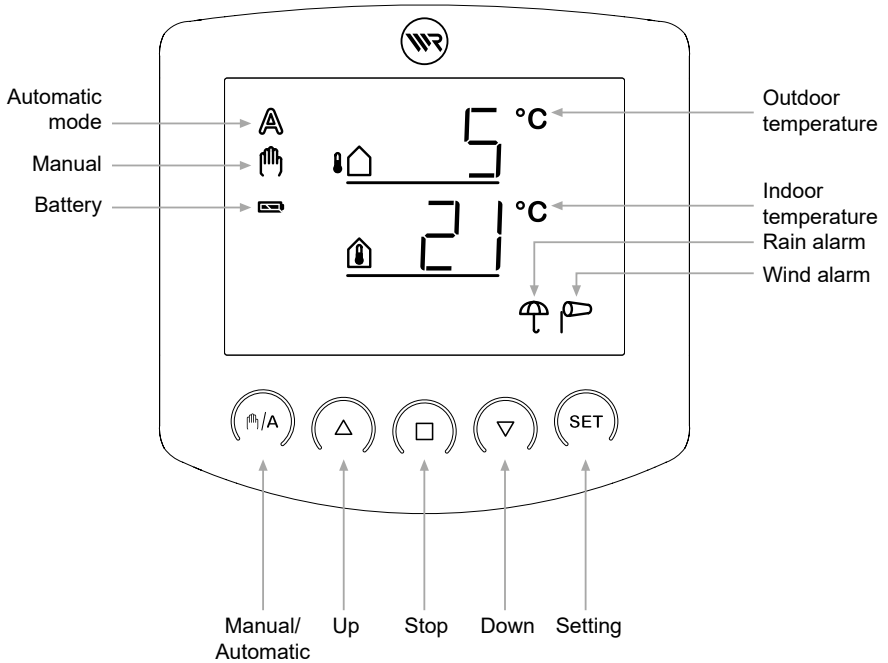 WR
Automatic
mode
Manual
Battery
A
5 °C
21 °C
Outdoor
temperature
Indoor
temperature
Rain alarm
Wind alarm
/A
SET
Manual/
Automatic
Up
Stop
Down
Setting